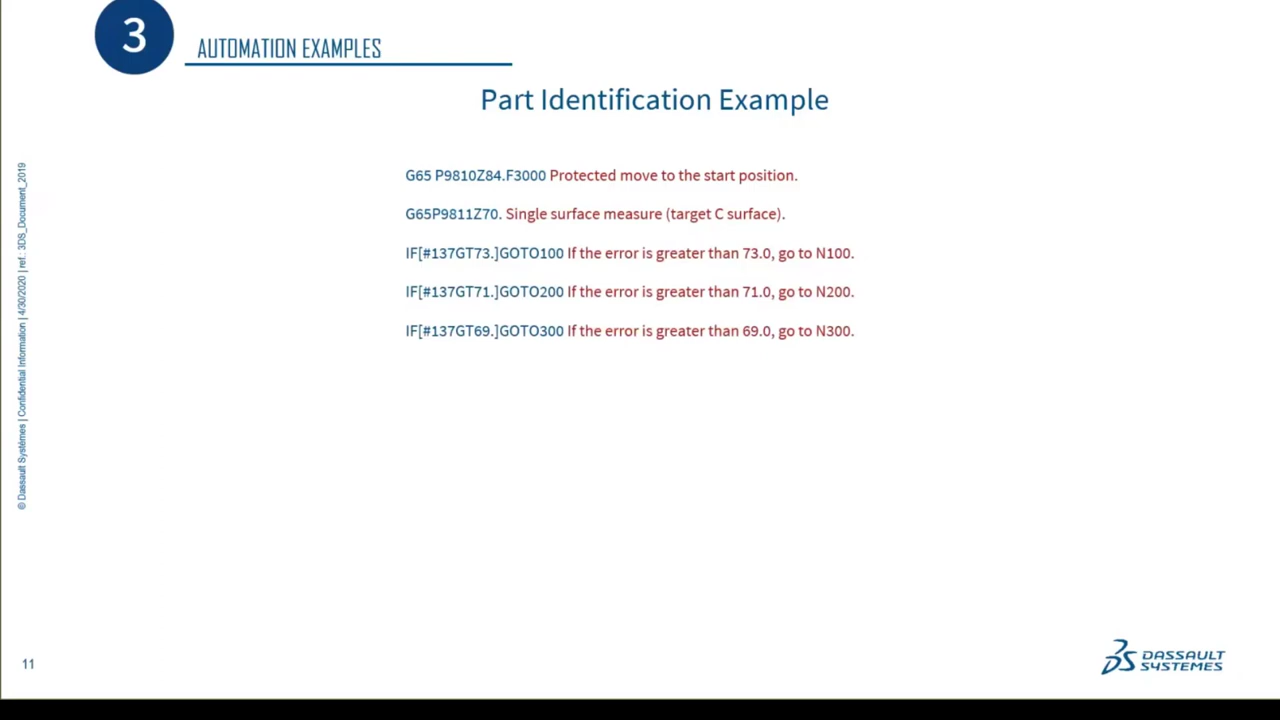 3
AUTOMATION EXAMPLES
Part Identification Example
G65 P9810Z84.F3000 Protected move to the start position.
G65P9811Z70. Single surface measure (target C surface).
IF[#137GT73.]GOTO100 If the error is greater than 73.0, go to N100.
IF[#137GT71.]GOTO200 If the error is greater than 71.0, go to N200.
IF[#137GT69.]GOTO300 If the error is greater than 69.0, go to N300.
© Dassault Systèmes | Confidential Information | 4/30/2020 | ref.: 3DS_Document_2019
11
DASSAULT
SYSTEMES